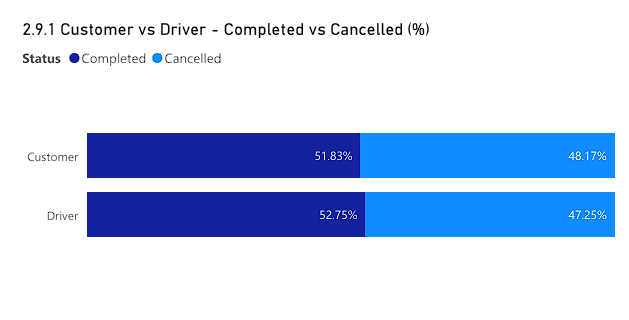 2.9.1 Customer vs Driver - Completed vs Cancelled (%)
Status Completed Cancelled
Customer 51.83% 48.17%
Driver 52.75% 47.25%